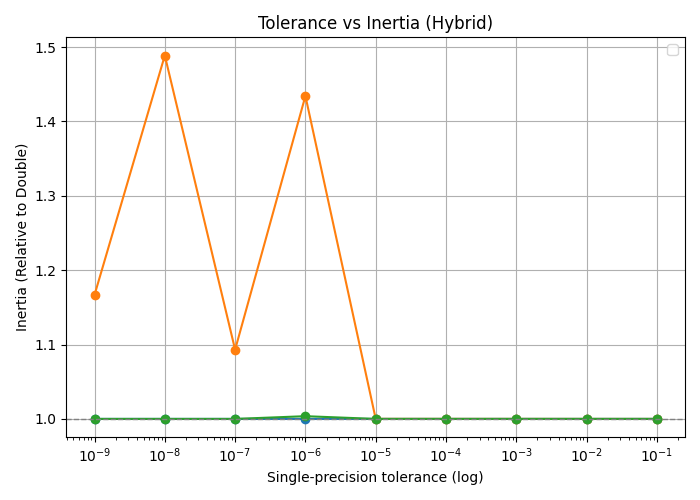 Tolerance vs Inertia (Hybrid)
Inertia (Relative to Double)
1.5
1.4
1.3
1.2
1.1
1.0
10⁻⁹ 10⁻⁸ 10⁻⁷ 10⁻⁶ 10⁻⁵ 10⁻⁴ 10⁻³ 10⁻² 10⁻¹
Single-precision tolerance (log)